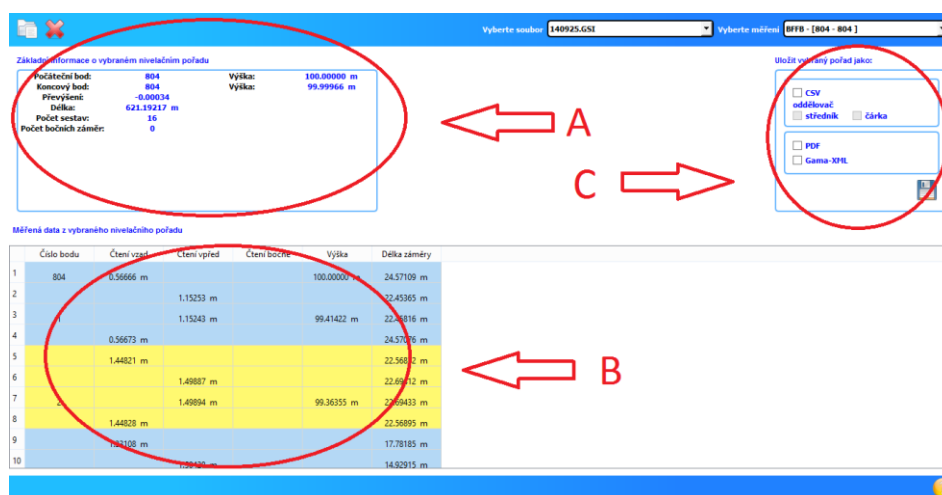 Vyberte soubor 140925.GSI Vyberte měření BFFB - [804 - 804 ]
Základní informace o vybraném nivelačním pořadu
Uložit vybraný pořad jako:
Počáteční bod: 804 Výška: 100.00000 m
Koncový bod: 804 Výška: 99.99966 m
Převýšení: -0.00034
Délka: 621.19217 m
Počet sestav: 16
Počet bočních záměr: 0
CSV
oddělovač
středník čárka
PDF
Gama-XML
A
C
Měřená data z vybraného nivelačního pořadu
Číslo bodu Čtení vzad Čtení vpřed Čtení bočně Výška Délka záměry
1 804 0.56666 m 100.00000 m 24.57109 m
2 1.15253 m 22.45365 m
3 1 1.15243 m 99.41422 m 22.45816 m
4 0.56673 m 24.57076 m
5 1.44821 m
6 1.49887 m
7 2 1.49894 m 99.36355 m 22.69433 m
8 1.44828 m 22.56895 m
9 17.78185 m
10 14.92915 m
B